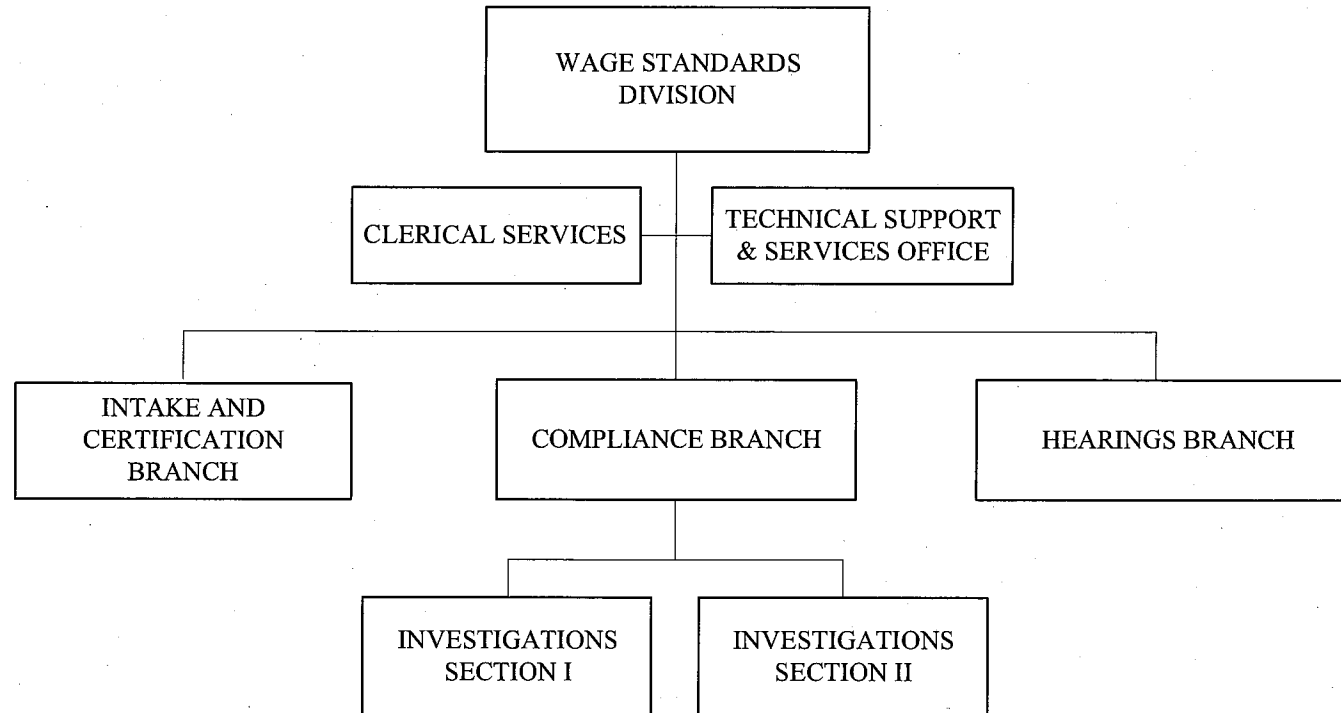 WAGE STANDARDS
DIVISION
CLERICAL SERVICES
TECHNICAL SUPPORT
& SERVICES OFFICE
INTAKE AND
CERTIFICATION
BRANCH
COMPLIANCE BRANCH
HEARINGS BRANCH
INVESTIGATIONS
SECTION I
INVESTIGATIONS
SECTION II